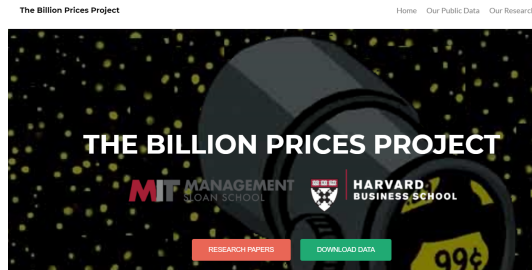 The Billion Prices Project
Home Our Public Data Our Research
THE BILLION PRICES PROJECT
MIT MANAGEMENT
SLOAN SCHOOL
HARVARD
BUSINESS SCHOOL
RESEARCH PAPERS DOWNLOAD DATA
99¢